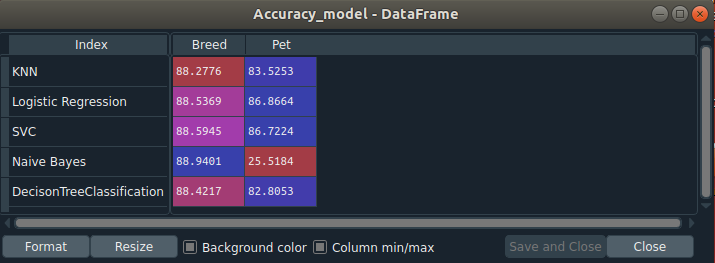 Accuracy_model - DataFrame
Index Breed Pet
KNN 88.2776 83.5253
Logistic Regression 88.5369 86.8664
SVC 88.5945 86.7224
Naive Bayes 88.9401 25.5184
DecisonTreeClassification 88.4217 82.8053
Format Resize Background color Column min/max Save and Close Close